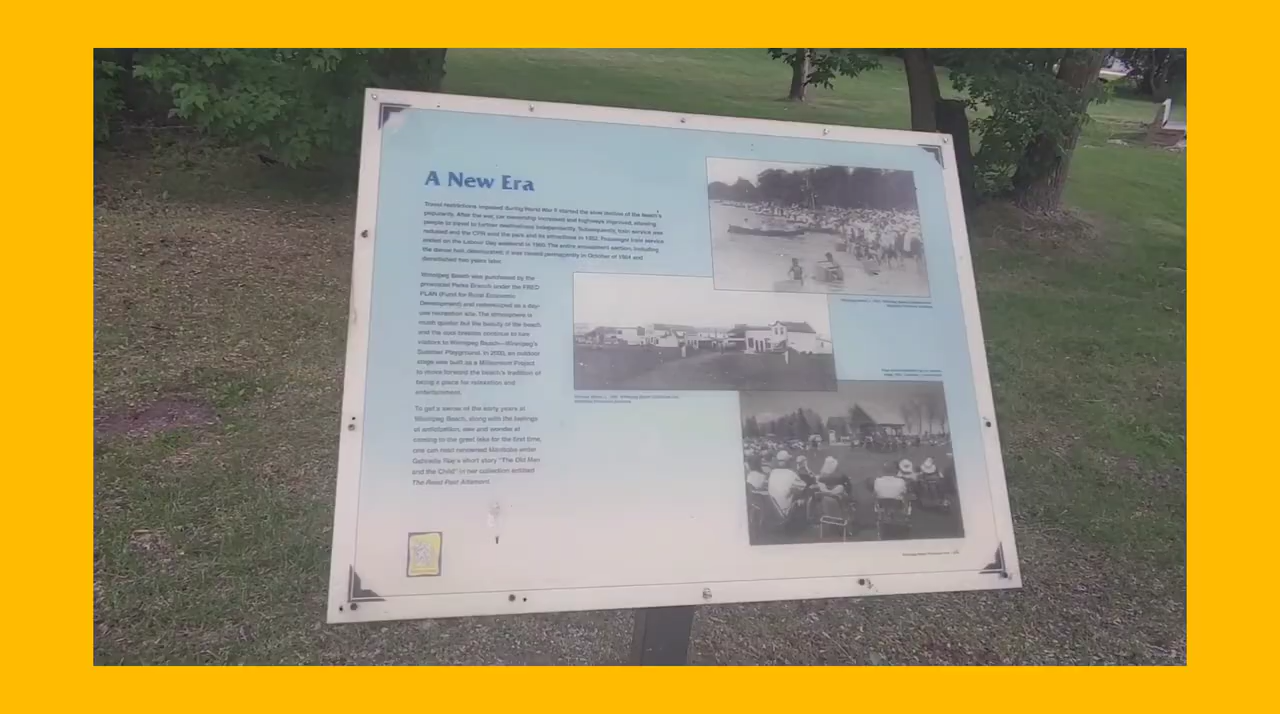 A New Era
Travel restrictions imposed during World War II started the slow decline of the beach's
popularity. After the war, car ownership increased and highways improved, allowing
people to travel to further destinations independently. Subsequently, train service was
reduced and the CPR sold the park and its attractions in 1952. Passenger train service
ended on the Labour Day weekend in
The entire amusement section, including
the dance hall, deteriorated; it was closed permanently in October of 1964 and
demolished two years later.
Winnipeg Beach was purchased by the
provincial Parks Branch under the FRED
PLAN (Fund for Rural Economic
Development) and redeveloped as a day-
use recreation site. The atmosphere is
much quieter but the beauty of the beach
and the cool breezes continue to lure
visitors to Winnipeg Beach—Winnipeg's
Summer Playground. In 2000, an outdoor
stage was built as a Millennium Project
to move forward the beach's tradition of
being a place for relaxation and
entertainment.
To get a sense of the early years at
Winnipeg Beach, along with the feelings
of anticipation, awe and wonder at
coming to the great lake for the first time,
one can read renowned Manitoba writer
Gabrielle Roy's short story "The Old Man
and the Child" in her collection entitled
The Road Past Altamont.